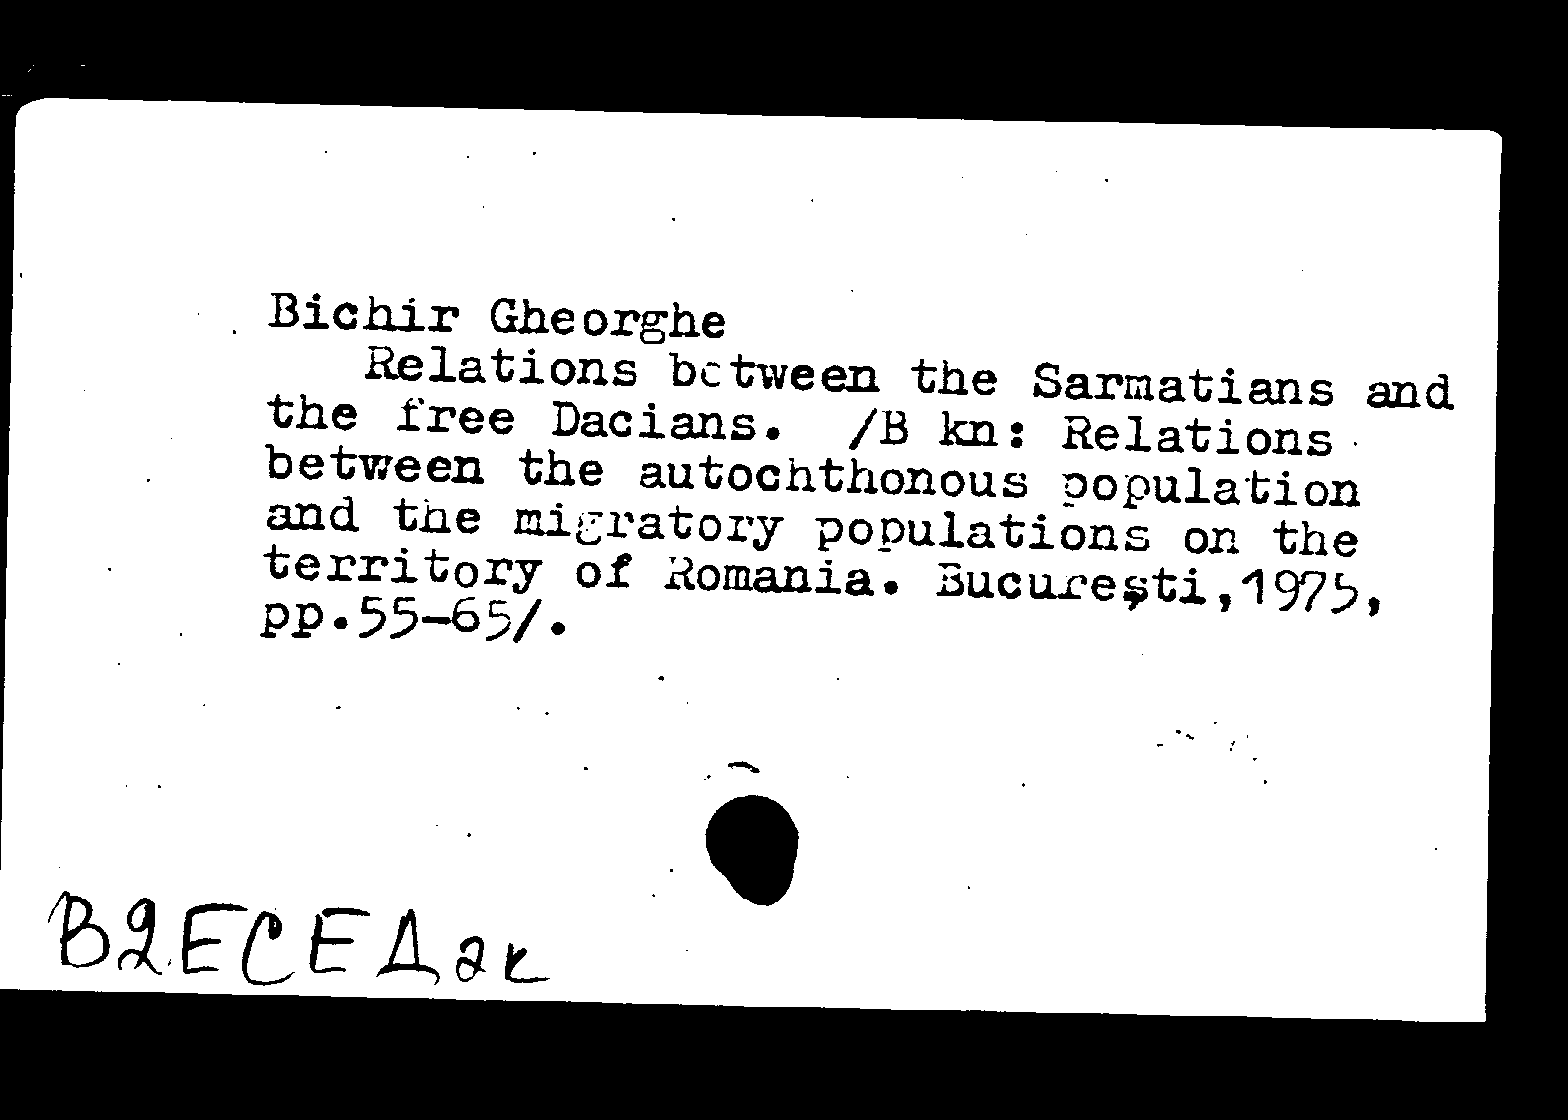 Bichir Gheorghe
Relations between the Sarmatians and
the free Dacians. /B kn: Relations
between the autochthonous population
and the migratory populations on the
territory of Romania. Bucureşti,1975,
pp.55-65/.
В2ЕСЕДак